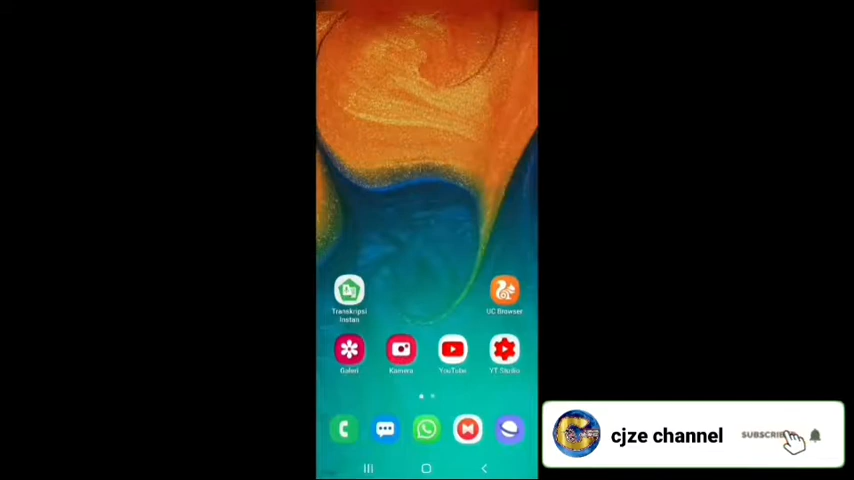 Transkripsi
Instan
UC Browser
Galeri
Kamera
YouTube
YT Studio
cjze channel
SUBSCRIBE